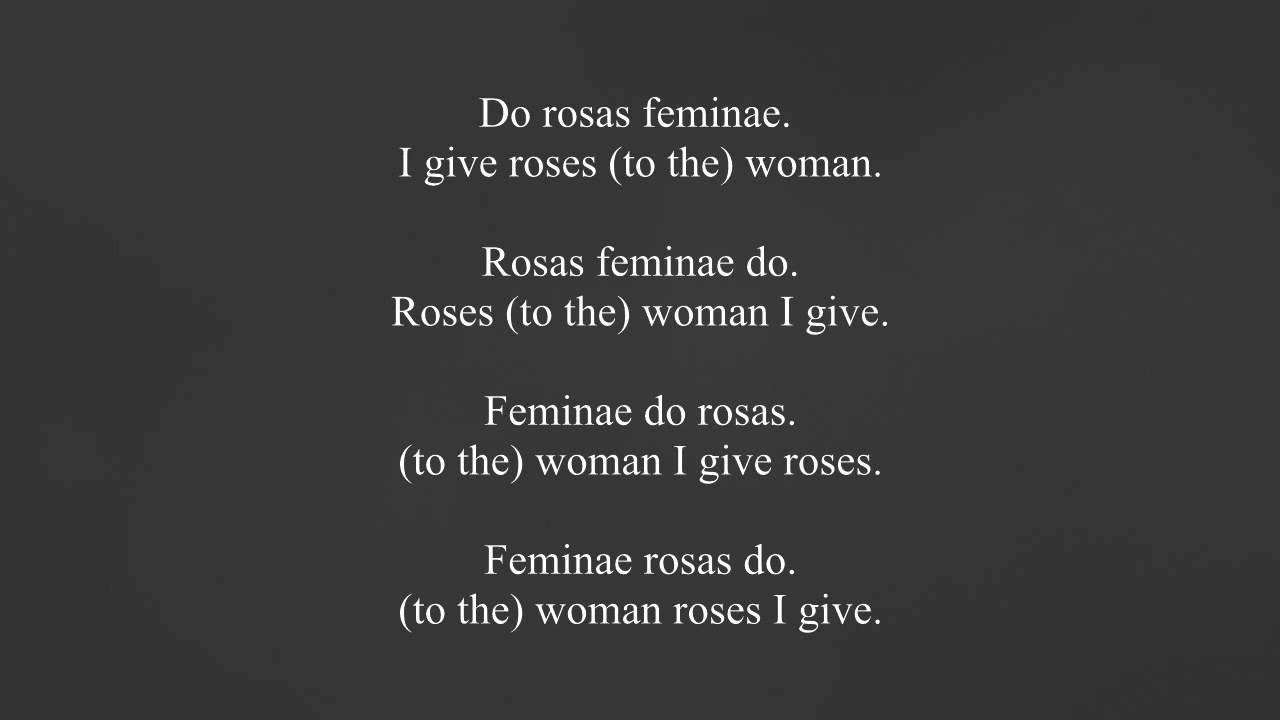 Do rosas feminae.
I give roses (to the) woman.
Rosas feminae do.
Roses (to the) woman I give.
Feminae do rosas.
(to the) woman I give roses.
Feminae rosas do.
(to the) woman roses I give.